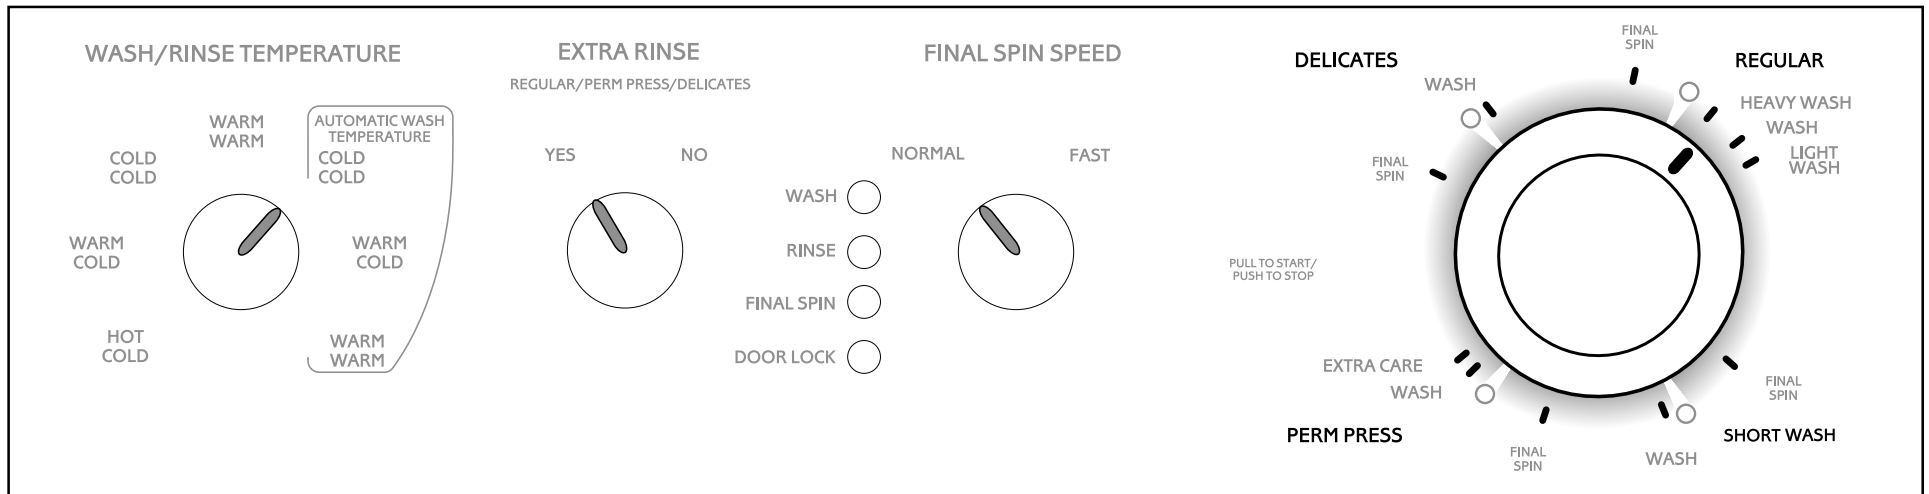 WASH/RINSE TEMPERATURE
WARM
WARM
AUTOMATIC WASH
TEMPERATURE
COLD
COLD
COLD
COLD
WARM
COLD
WARM
COLD
HOT
COLD
WARM
WARM
EXTRA RINSE
REGULAR/PERM PRESS/DELICATES
YES
NO
WASH
RINSE
FINAL SPIN
DOOR LOCK
FINAL SPIN SPEED
NORMAL
FAST
FINAL
SPIN
DELICATES
REGULAR
WASH
HEAVY WASH
WASH
LIGHT
WASH
FINAL
SPIN
PULL TO START/
PUSH TO STOP
EXTRA CARE
WASH
PERM PRESS
FINAL
SPIN
FINAL
SPIN
SHORT WASH
WASH